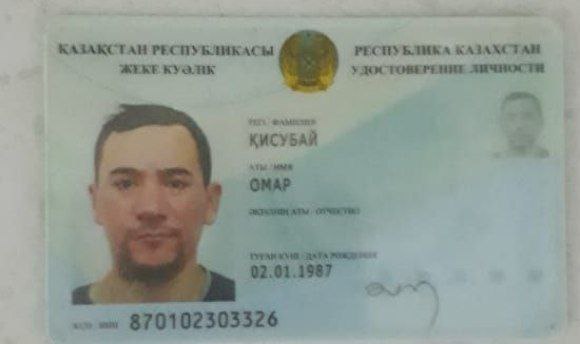 ҚАЗАҚСТАН РЕСПУБЛИКАСЫ
ЖЕКЕ КУӘЛІК
РЕСПУБЛИКА КАЗАХСТАН
УДОСТОВЕРЕНИЕ ЛИЧНОСТИ
ТЕГІ / ФАМИЛИЯ
ҚИСУБАЙ
АТЫ / ИМЯ
ОМАР
ӘКЕСІНІҢ АТЫ / ОТЧЕСТВО
ТУҒАН КҮНІ / ДАТА РОЖДЕНИЯ
02.01.1987
ЖСН / ИИН 870102303326